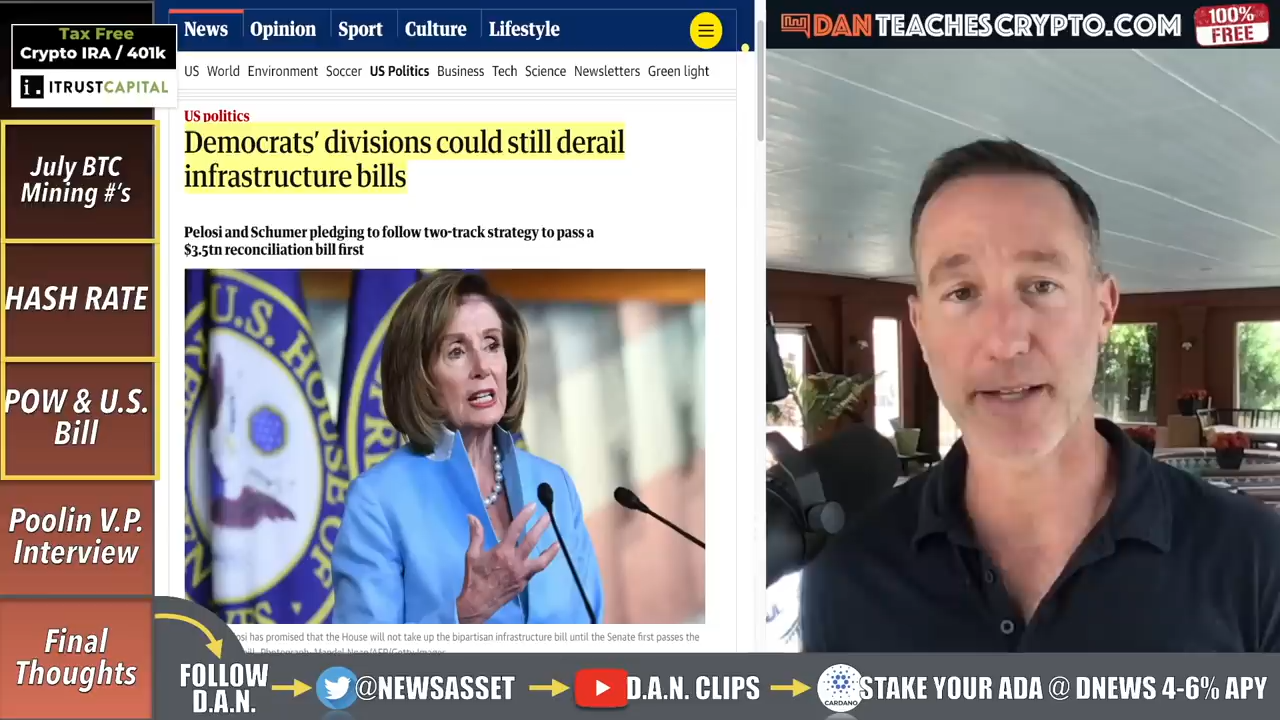 Tax Free
Crypto IRA / 401k
i. ITRUSTCAPITAL
July BTC
Mining #'s
HASH RATE
POW & U.S.
Bill
Poolin V.P.
Interview
Final
Thoughts
News Opinion Sport Culture Lifestyle
US World Environment Soccer US Politics Business Tech Science Newsletters Green light
US politics
Democrats' divisions could still derail
infrastructure bills
Pelosi and Schumer pledging to follow two-track strategy to pass a
$3.5tn reconciliation bill first
U.S. HOUSE OF
has promised that the House will not take up the bipartisan infrastructure bill until the Senate first passes the
DANTEACHESCRYPTO.COM
100%
FREE
FOLLOW
D.A.N.
@NEWSASSET
D.A.N. CLIPS
CARDANO
STAKE YOUR ADA @ DNEWS 4-6% APY